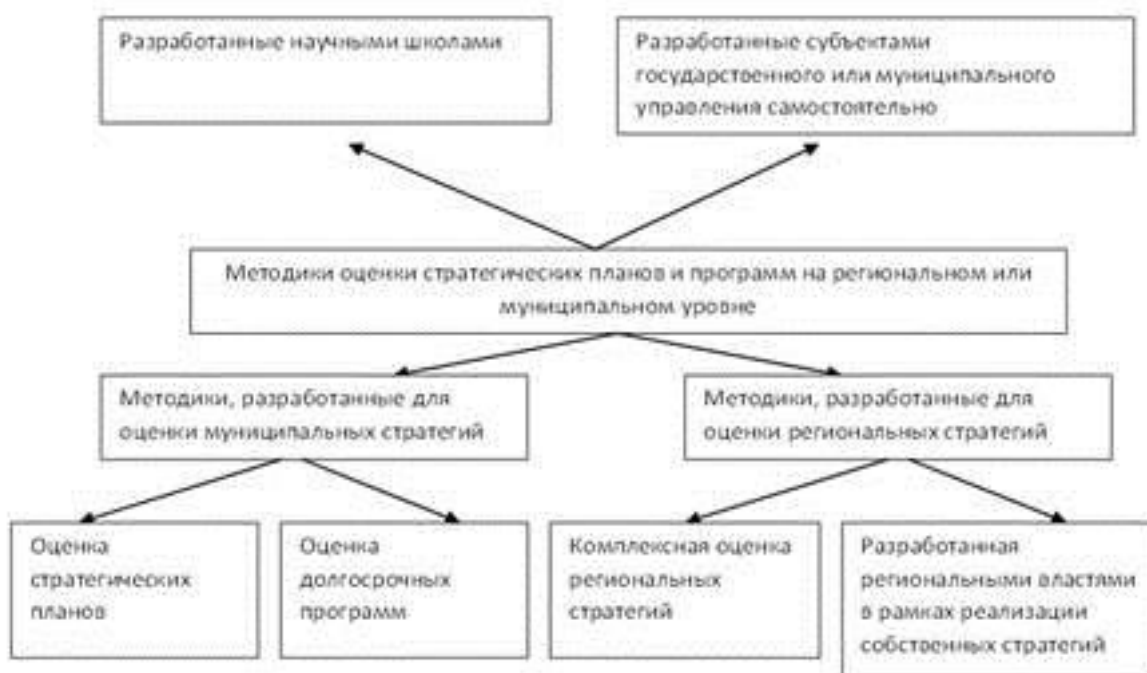 Разработанные научными школами
Разработанные субъектами
государственного или муниципального
управления самостоятельно
Методики оценки стратегических планов и программ на региональном или
муниципальном уровне
Методики, разработанные для
оценки муниципальных стратегий
Методики, разработанные для
оценки региональных стратегий
Оценка
стратегических
планов
Оценка
долгосрочных
программ
Комплексная оценка
региональных
стратегий
Разработанная
региональными властями
в рамках реализации
собственных стратегий